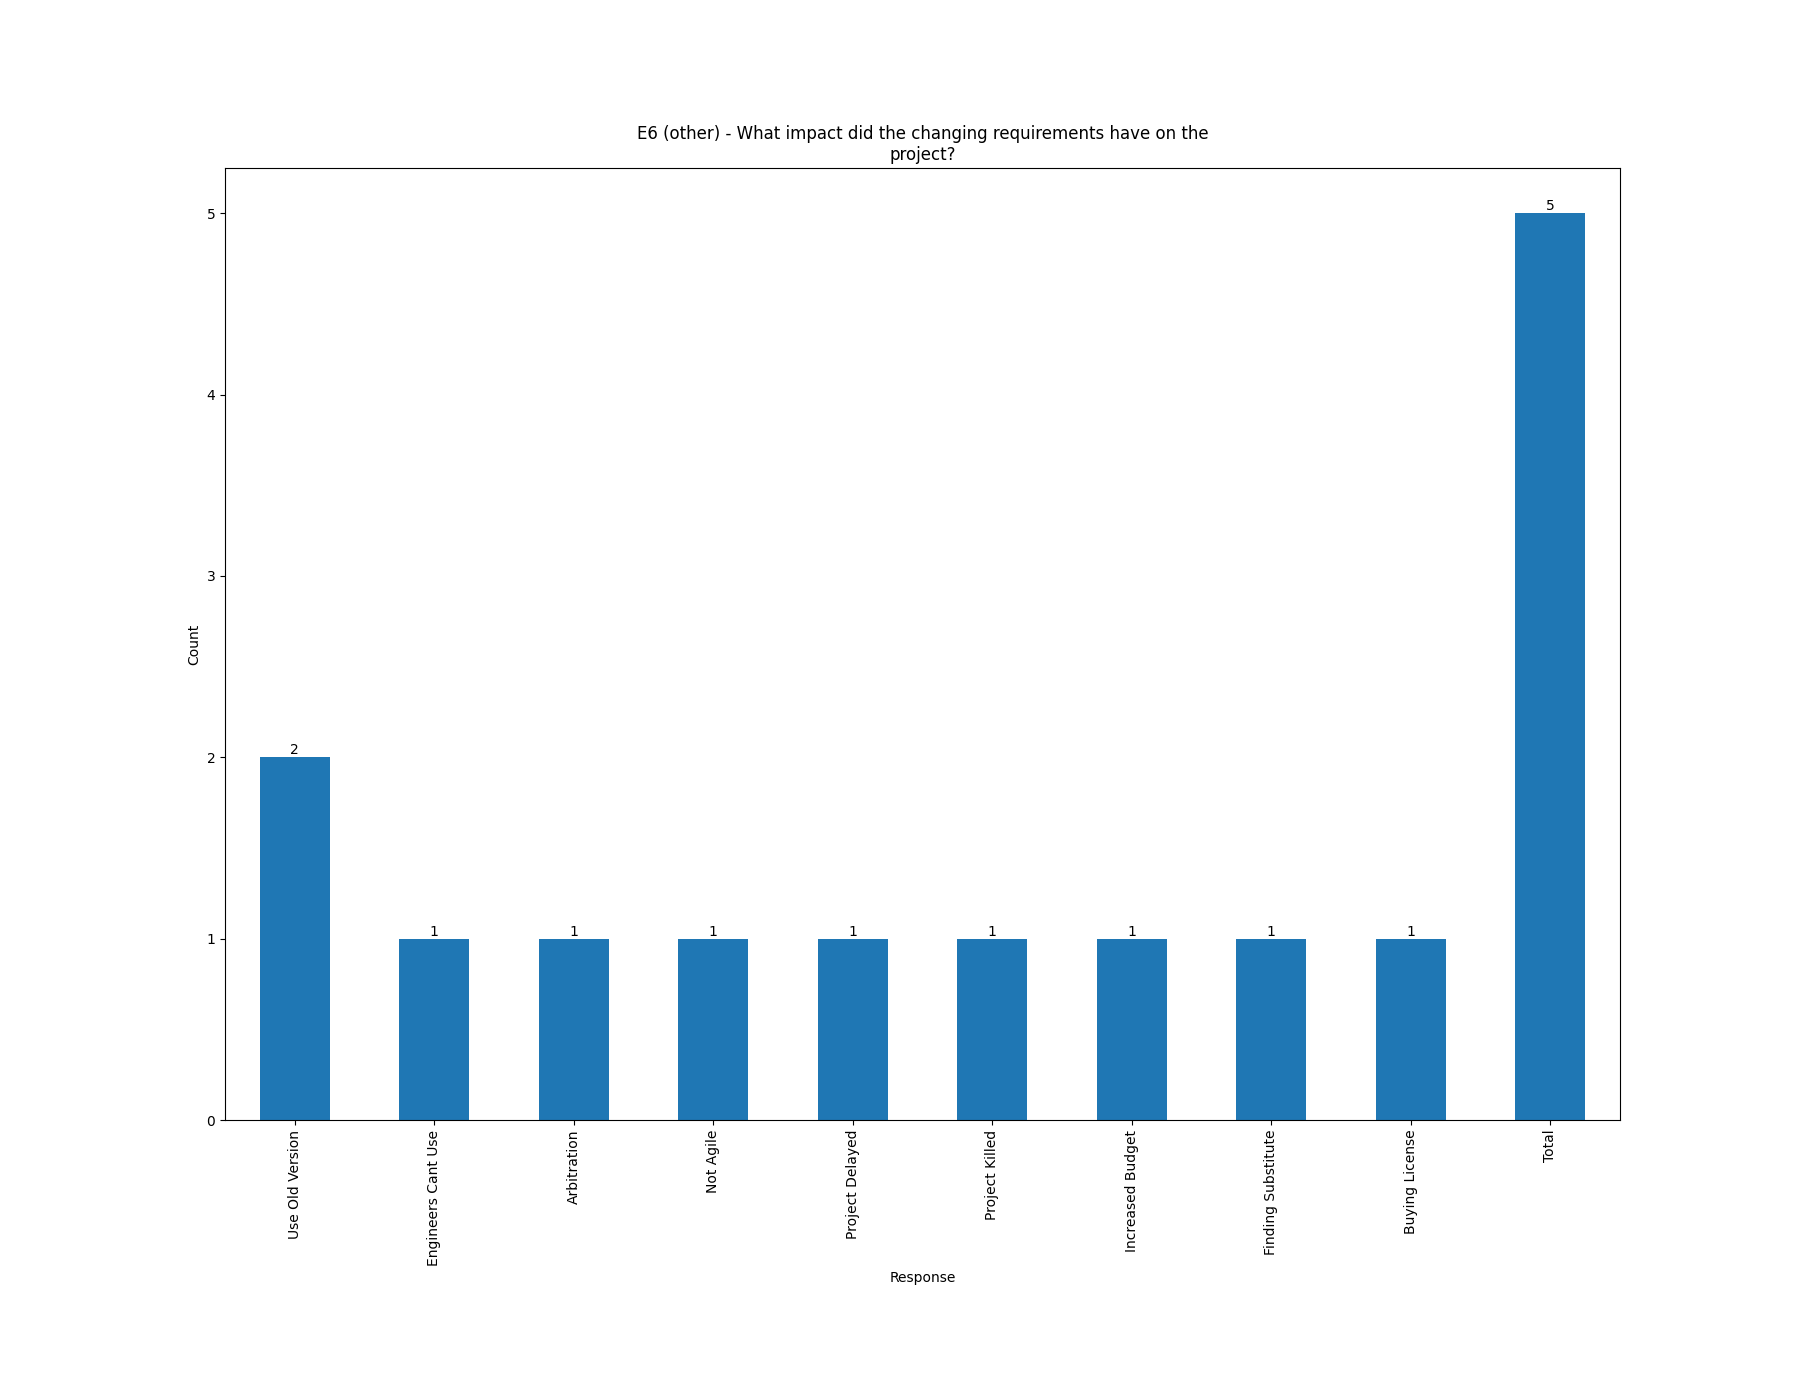 E6 (other) - What impact did the changing requirements have on the
project?
Count
5
4
3
2
1
0
2
1
1
1
1
1
1
1
1
5
Use Old Version
Engineers Cant Use
Arbitration
Not Agile
Project Delayed
Project Killed
Increased Budget
Finding Substitute
Buying License
Total
Response